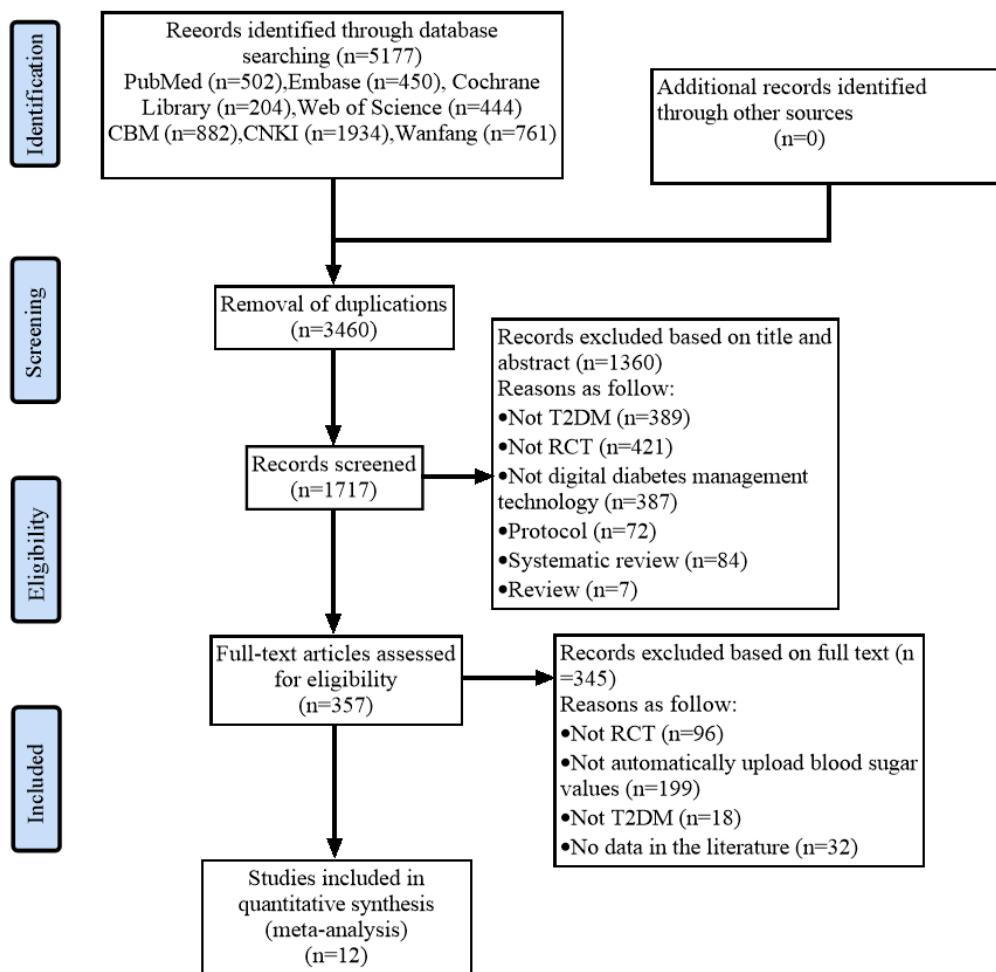 Identification
Reeords identified through database
searching (n=5177)
PubMed (n=502),Embase (n=450), Cochrane
Library (n=204),Web of Science (n=444)
CBM (n=882),CNKI (n=1934),Wanfang (n=761)
Additional records identified
through other sources
(n=0)
Screening
Removal of duplications
(n=3460)
Records excluded based on title and
abstract (n=1360)
Reasons as follow:
•Not T2DM (n=389)
•Not RCT (n=421)
•Not digital diabetes management
technology (n=387)
•Protocol (n=72)
•Systematic review (n=84)
•Review (n=7)
Records screened
(n=1717)
Eligibility
Full-text articles assessed
for eligibility
(n=357)
Records excluded based on full text (n
=345)
Reasons as follow:
•Not RCT (n=96)
•Not automatically upload blood sugar
values (n=199)
•Not T2DM (n=18)
•No data in the literature (n=32)
Included
Studies included in
quantitative synthesis
(meta-analysis)
(n=12)